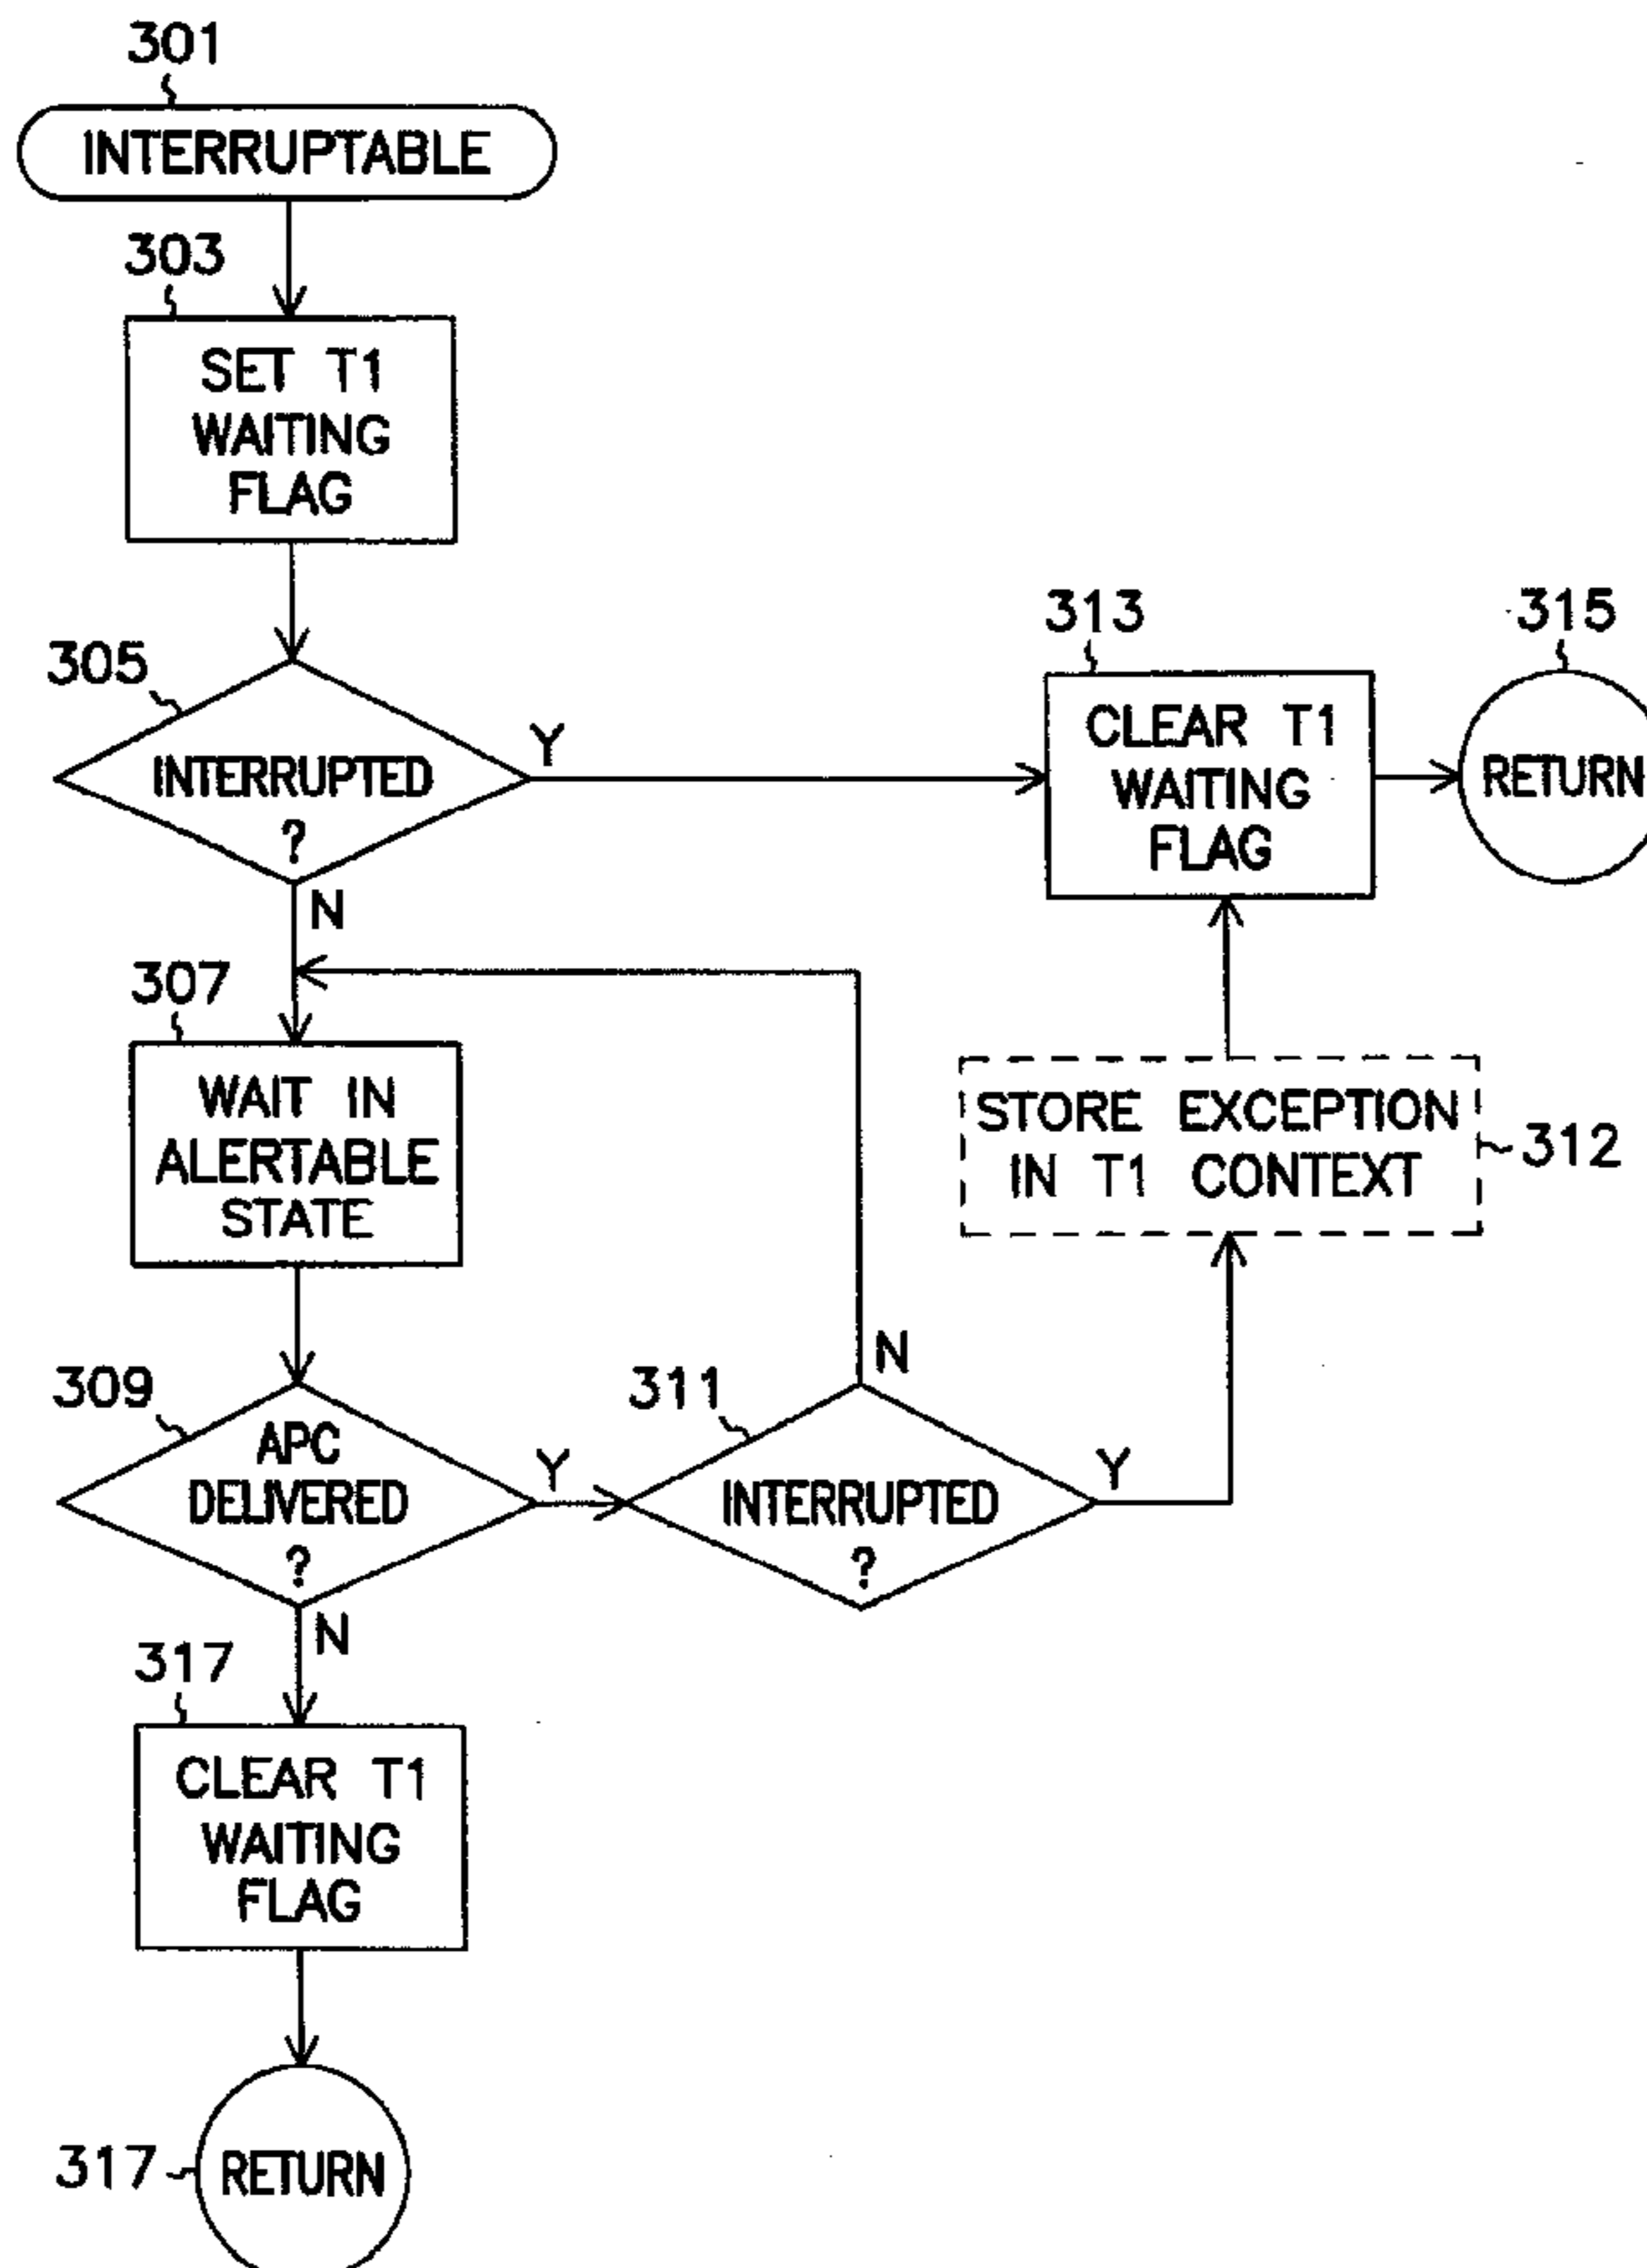 301
INTERRUPTABLE
303
SET T1
WAITING
FLAG
305
INTERRUPTED
?
Y
N
313
CLEAR T1
WAITING
FLAG
315
RETURN
307
WAIT IN
ALERTABLE
STATE
STORE EXCEPTION
IN T1 CONTEXT
312
309
APC
DELIVERED
?
Y
N
311
INTERRUPTED
?
N
Y
317
CLEAR T1
WAITING
FLAG
317
RETURN